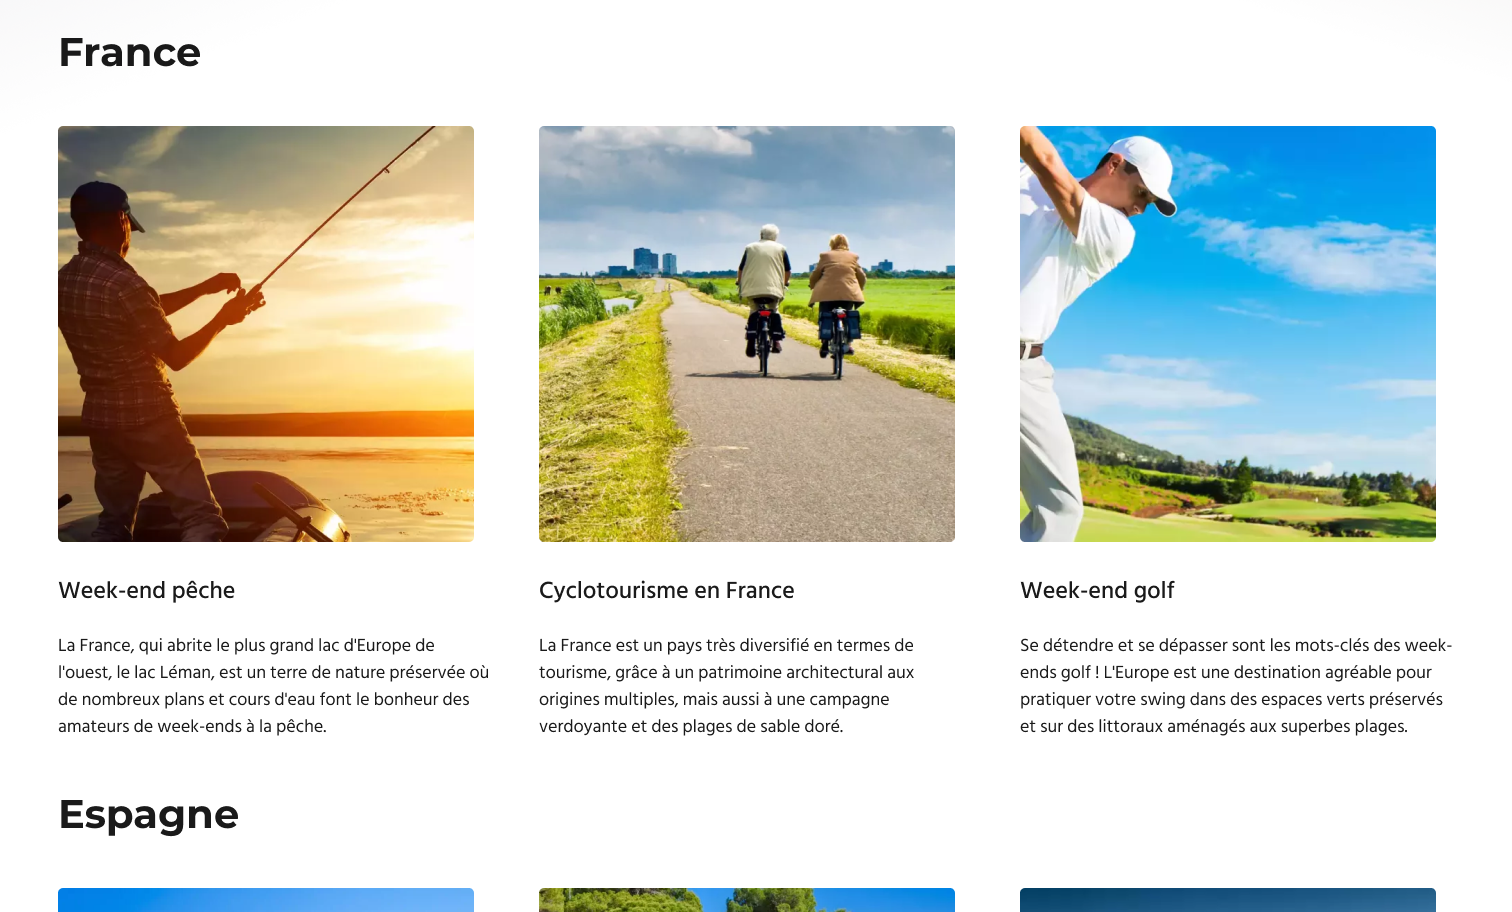 France
Week-end pêche
La France, qui abrite le plus grand lac d'Europe de
l'ouest, le lac Léman, est un terre de nature préservée où
de nombreux plans et cours d'eau font le bonheur des
amateurs de week-ends à la pêche.
Cyclotourisme en France
La France est un pays très diversifié en termes de
tourisme, grâce à un patrimoine architectural aux
origines multiples, mais aussi à une campagne
verdoyante et des plages de sable doré.
Week-end golf
Se détendre et se dépasser sont les mots-clés des week-
ends golf ! L'Europe est une destination agréable pour
pratiquer votre swing dans des espaces verts préservés
et sur des littoraux aménagés aux superbes plages.
Espagne